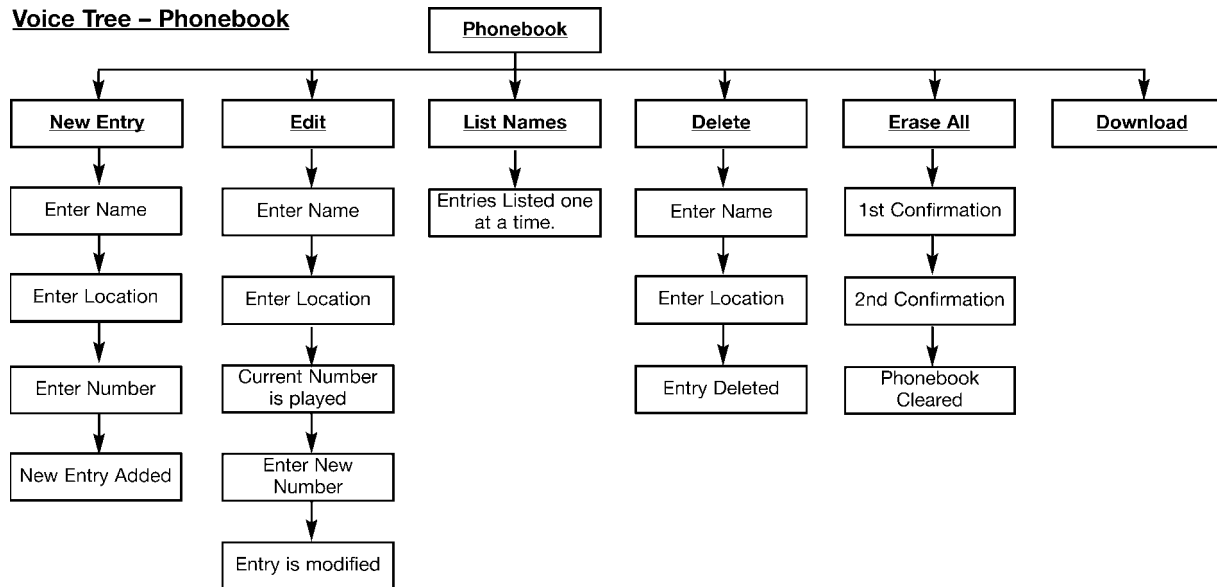 Voice Tree – Phonebook
Phonebook
New Entry
Edit
List Names
Delete
Erase All
Download
Enter Name
Enter Name
Entries Listed one
at a time.
Enter Name
1st Confirmation
Enter Location
Enter Location
Enter Location
2nd Confirmation
Enter Number
Current Number
is played
Entry Deleted
Phonebook
Cleared
New Entry Added
Enter New
Number
Entry is modified